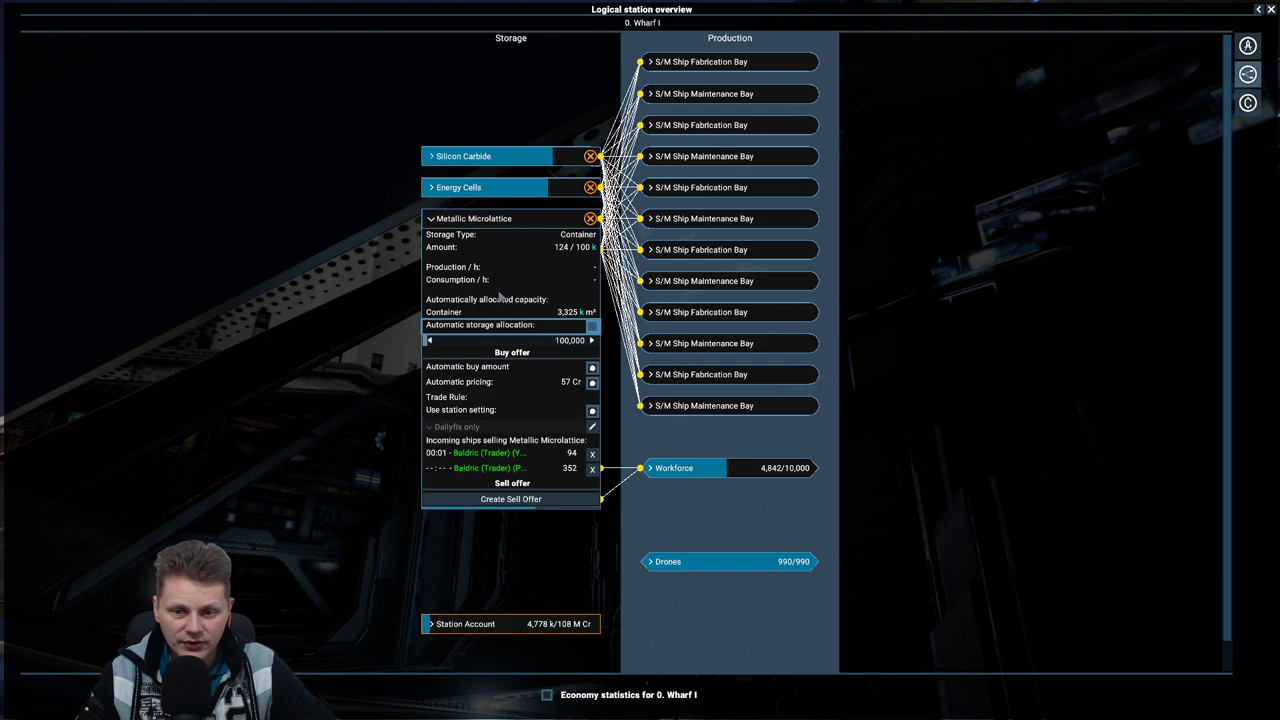 Logical station overview
0. Wharf I
Storage
Production
S/M Ship Fabrication Bay
S/M Ship Maintenance Bay
S/M Ship Fabrication Bay
S/M Ship Maintenance Bay
S/M Ship Fabrication Bay
S/M Ship Maintenance Bay
S/M Ship Fabrication Bay
S/M Ship Maintenance Bay
S/M Ship Fabrication Bay
S/M Ship Maintenance Bay
S/M Ship Fabrication Bay
S/M Ship Maintenance Bay
Silicon Carbide
Energy Cells
Metallic Microlattice
Storage Type: Container
Amount: 124 / 100 k
Production / h: -
Consumption / h: -
Automatically allocated capacity:
Container 3,325 k m³
Automatic storage allocation:
100,000
Buy offer
Automatic buy amount
Automatic pricing: 57 Cr
Trade Rule:
Use station setting:
Dailyfix only
Incoming ships selling Metallic Microlattice:
00:01 - Baldric (Trader) (Y... 94 X
--:-- - Baldric (Trader) (P... 352 X
Sell offer
Create Sell Offer
Workforce 4,842/10,000
Drones 990/990
Station Account 4,778 k/108 M Cr
Economy statistics for 0. Wharf I